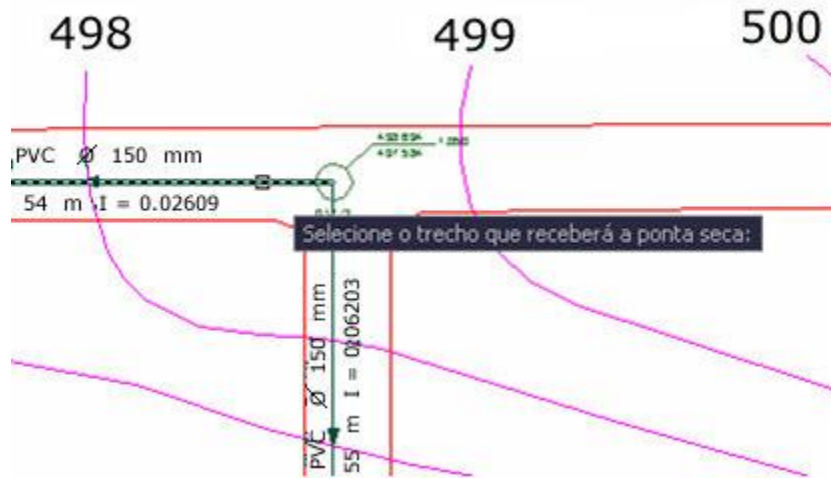 498
499
500
PVC Ø 150 mm
54 m I = 0.02609
Selecione o trecho que receberá a ponta seca:
PVC Ø 150 mm
55 m I = 0.06203